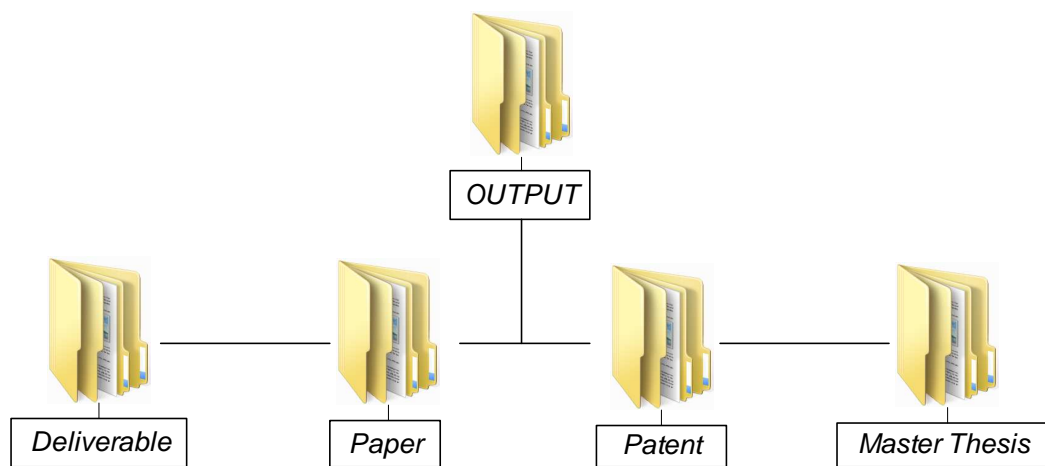 OUTPUT
Deliverable
Paper
Patent
Master Thesis